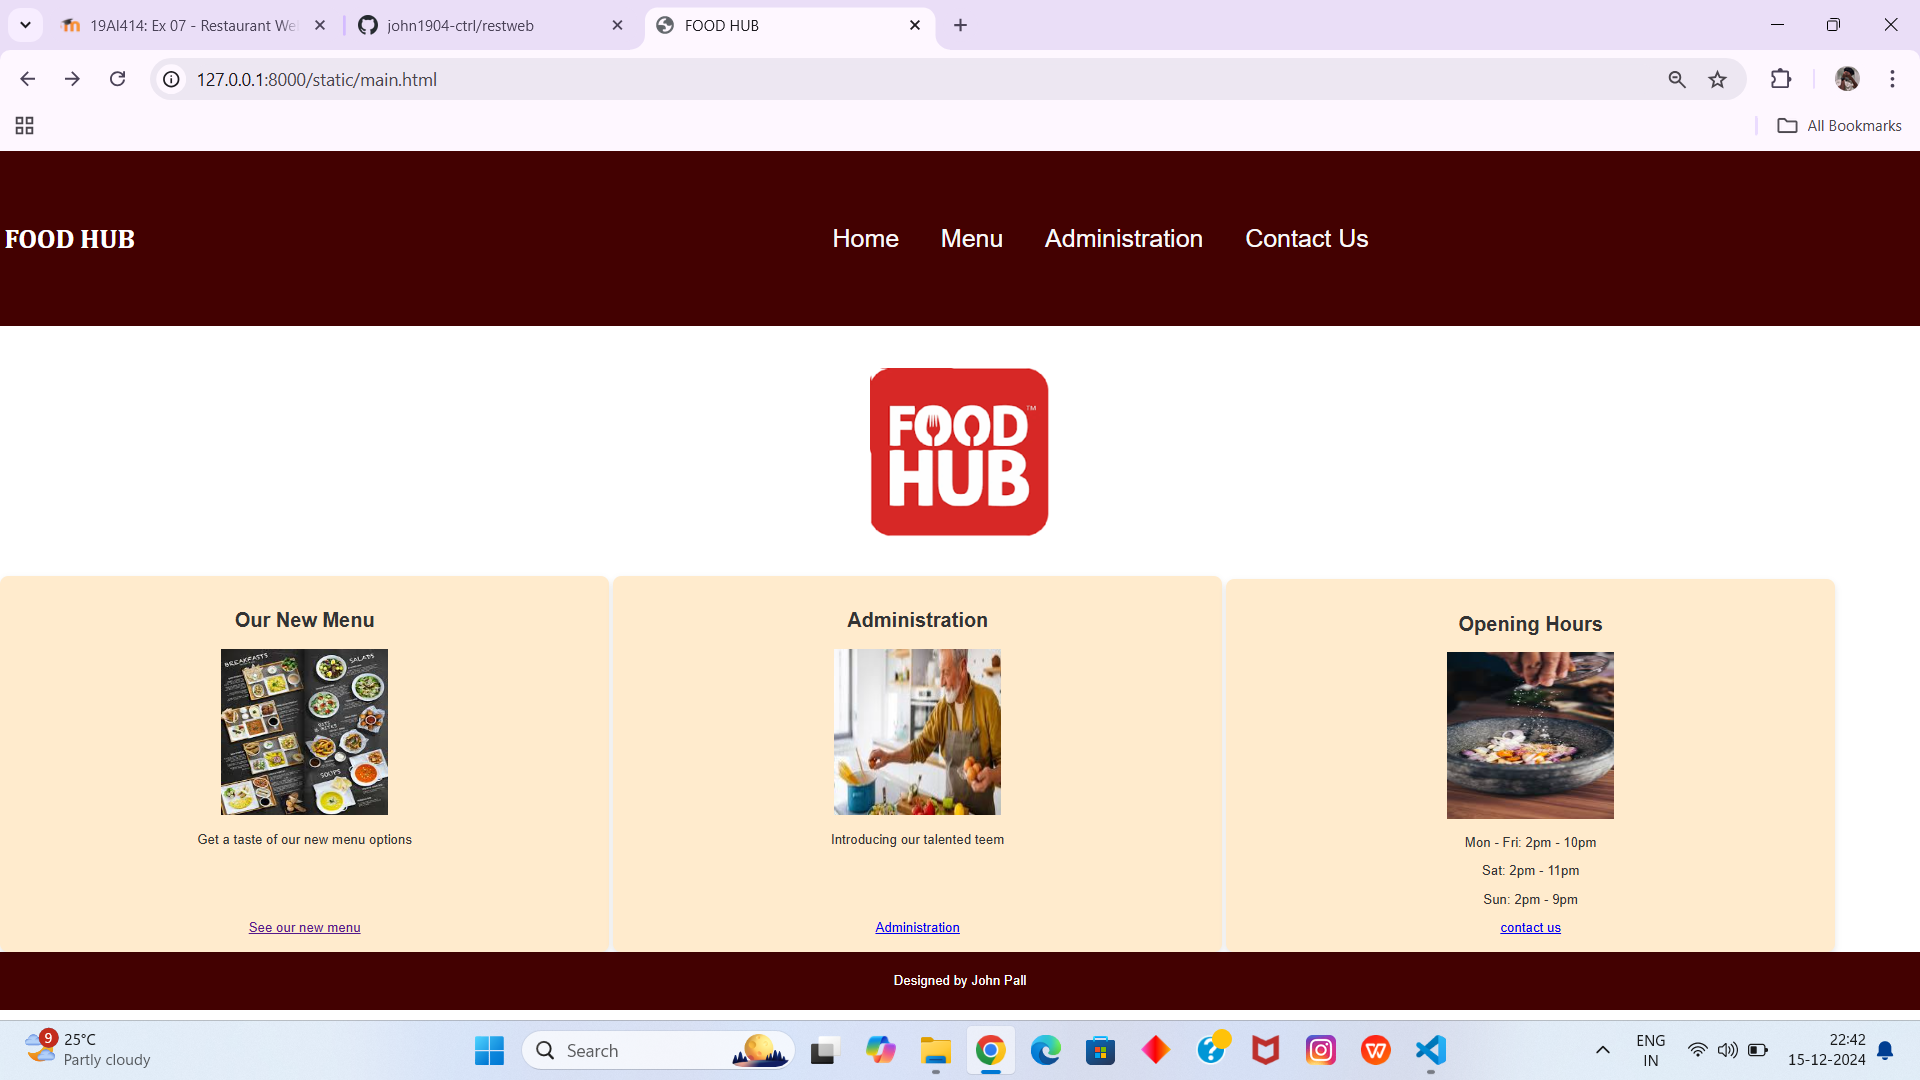 19AI414: Ex 07 - Restaurant We
john1904-ctrl/restweb
FOOD HUB
127.0.0.1:8000/static/main.html
All Bookmarks
FOOD HUB
Home
Menu
Administration
Contact Us
FOOD
TM
HUB
Our New Menu
Administration
Opening Hours
BREAKFASTS
SALADS
SOUPS
Get a taste of our new menu options
Introducing our talented teem
Mon - Fri: 2pm - 10pm
Sat: 2pm - 11pm
Sun: 2pm - 9pm
See our new menu
Administration
contact us
Designed by John Pall
9
25°C
Partly cloudy
Search
ENG
IN
22:42
15-12-2024